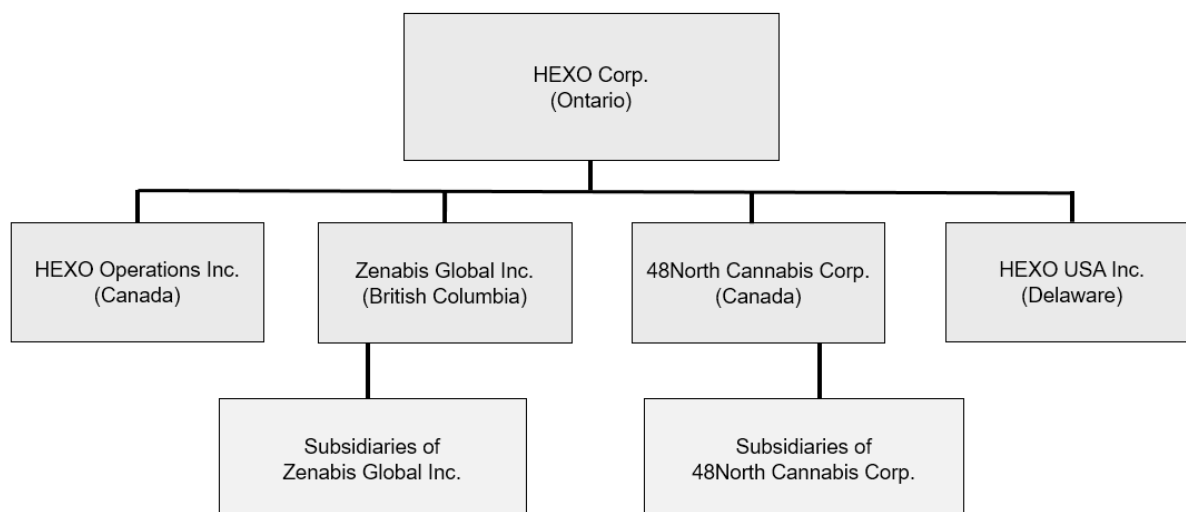 HEXO Corp.
(Ontario)
HEXO Operations Inc.
(Canada)
Zenabis Global Inc.
(British Columbia)
48North Cannabis Corp.
(Canada)
HEXO USA Inc.
(Delaware)
Subsidiaries of
Zenabis Global Inc.
Subsidiaries of
48North Cannabis Corp.